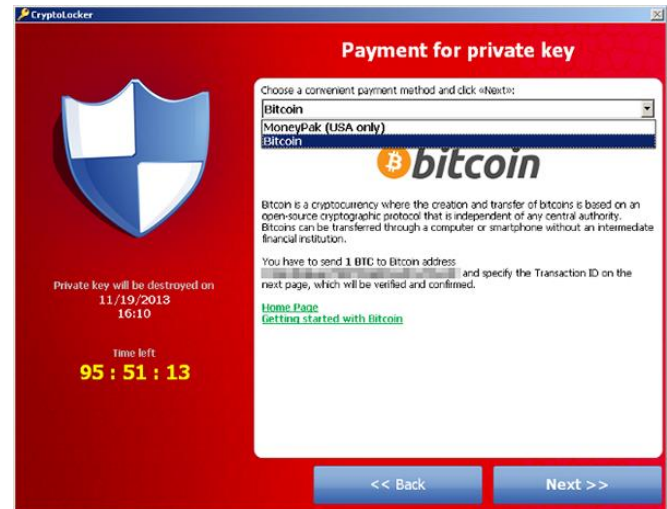 CryptoLocker
Payment for private key
Choose a convenient payment method and click «Next»:
Bitcoin
MoneyPak (USA only)
Bitcoin
bitcoin
Bitcoin is a cryptocurrency where the creation and transfer of bitcoins is based on an
open-source cryptographic protocol that is independent of any central authority.
Bitcoins can be transferred through a computer or smartphone without an intermediate
financial institution.
You have to send 1 BTC to Bitcoin address
and specify the Transaction ID on the
next page, which will be verified and confirmed.
Home Page
Getting started with Bitcoin
Private key will be destroyed on
11/19/2013
16:10
Time left
95 : 51 : 13
<< Back
Next >>